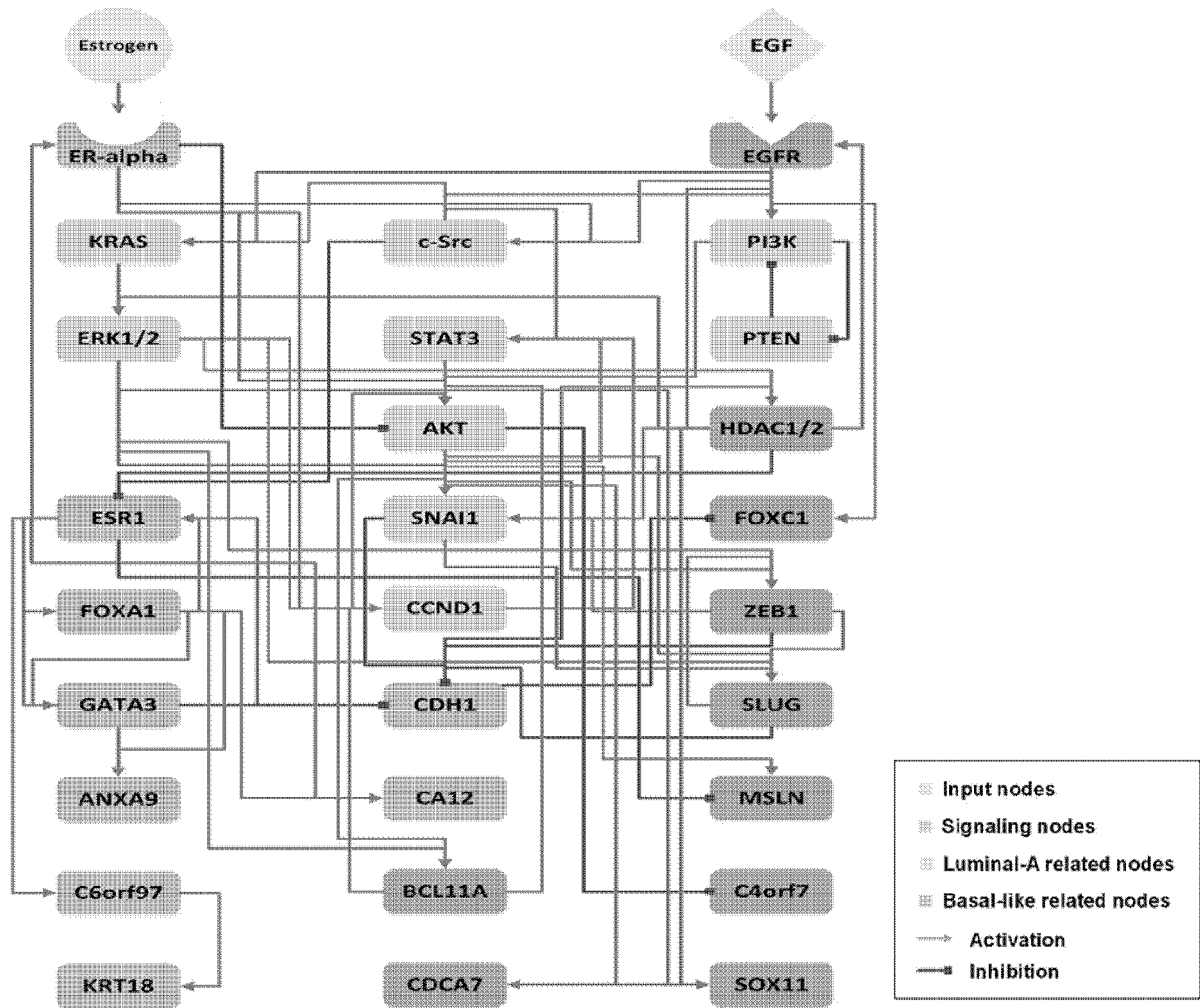 Estrogen
EGF
ER-alpha
EGFR
KRAS
c-Src
PI3K
ERK1/2
STAT3
PTEN
AKT
HDAC1/2
ESR1
SNAI1
FOXC1
FOXA1
CCND1
ZEB1
GATA3
CDH1
SLUG
ANXA9
CA12
MSLN
C6orf97
BCL11A
C4orf7
KRT18
CDCA7
SOX11
Input nodes
Signaling nodes
Luminal-A related nodes
Basal-like related nodes
Activation
Inhibition